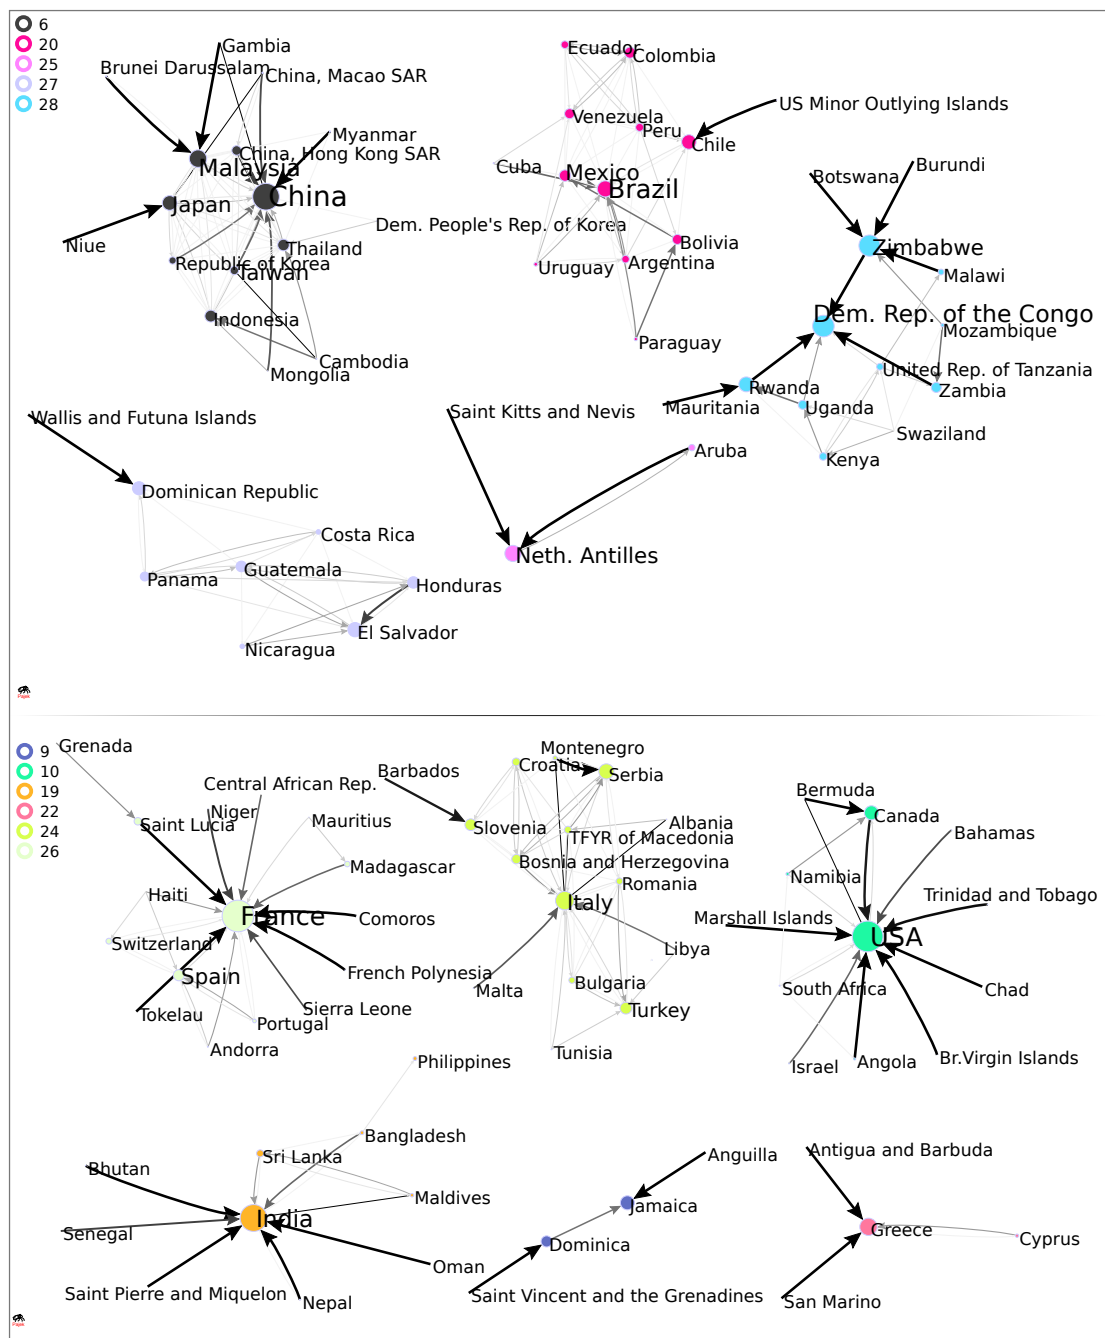 6
20
25
27
28
Gambia
Brunei Darussalam
China, Macao SAR
Myanmar
China, Hong Kong SAR
Malaysia
China
Japan
Niue
Dem. People's Rep. of Korea
Thailand
Republic of Korea
Taiwan
Indonesia
Cambodia
Mongolia
Ecuador
Colombia
Venezuela
Peru
US Minor Outlying Islands
Chile
Cuba
Mexico
Brazil
Bolivia
Uruguay
Argentina
Paraguay
Botswana
Burundi
Zimbabwe
Malawi
Dem. Rep. of the Congo
Mozambique
United Rep. of Tanzania
Rwanda
Zambia
Mauritania
Uganda
Swaziland
Kenya
Wallis and Futuna Islands
Dominican Republic
Costa Rica
Guatemala
Panama
Honduras
El Salvador
Nicaragua
Saint Kitts and Nevis
Aruba
Neth. Antilles
Pajek
9
10
19
22
24
26
Grenada
Central African Rep.
Niger
Saint Lucia
Mauritius
Madagascar
Haiti
France
Comoros
Switzerland
Spain
French Polynesia
Tokelau
Sierra Leone
Portugal
Andorra
Montenegro
Croatia
Serbia
Barbados
Slovenia
Albania
TFYR of Macedonia
Bosnia and Herzegovina
Romania
Italy
Libya
Malta
Bulgaria
Turkey
Tunisia
Bermuda
Canada
Bahamas
Namibia
Trinidad and Tobago
Marshall Islands
USA
South Africa
Chad
Israel
Angola
Br.Virgin Islands
Philippines
Bangladesh
Sri Lanka
Bhutan
Maldives
India
Senegal
Oman
Saint Pierre and Miquelon
Nepal
Anguilla
Jamaica
Dominica
Saint Vincent and the Grenadines
Antigua and Barbuda
Greece
Cyprus
San Marino
Pajek